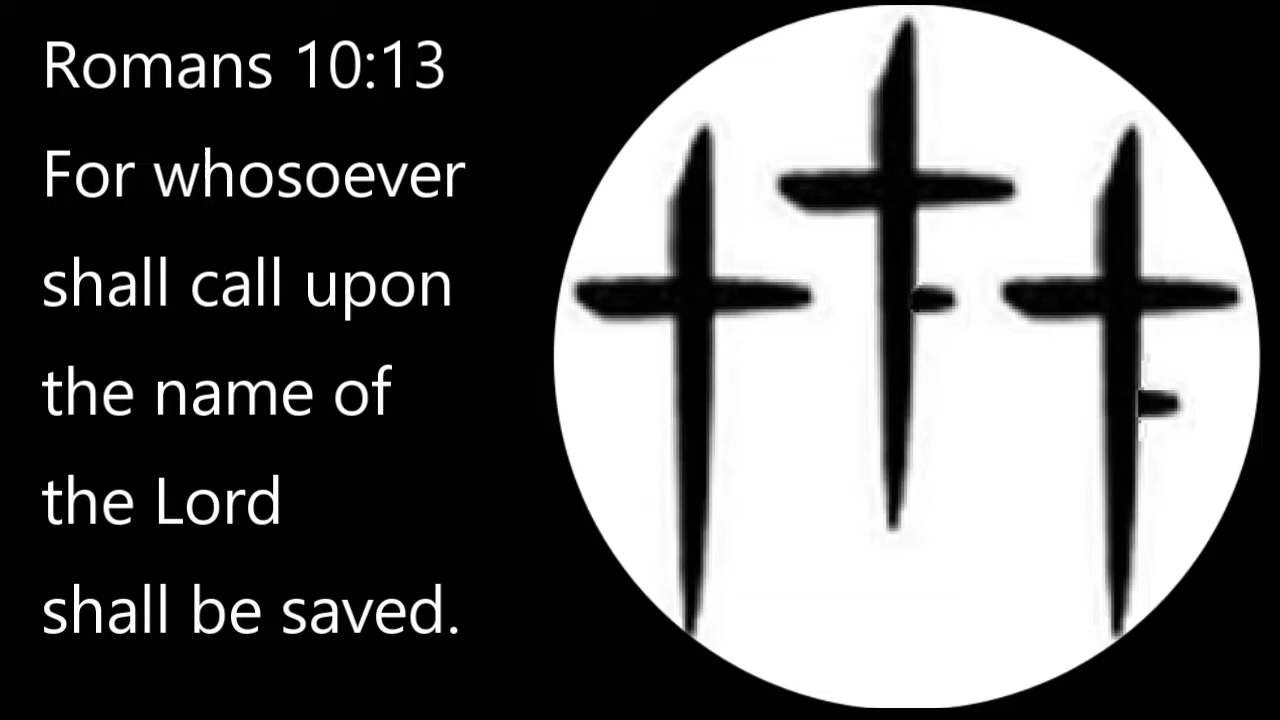 Romans 10:13
For whosoever
shall call upon
the name of
the Lord
shall be saved.